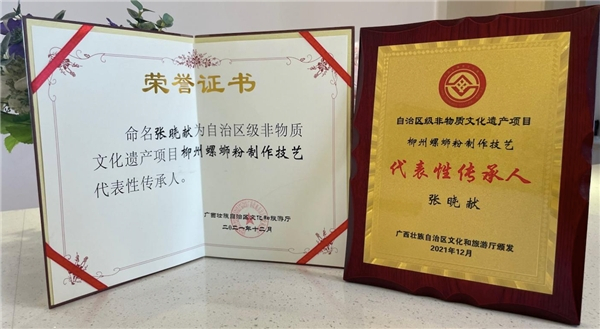 荣誉证书
命名张晓献为自治区级非物质
文化遗产项目柳州螺蛳粉制作技艺
代表性传承人。
广西壮族自治区文化和旅游厅
二〇二一年十二月
自治区级非物质文化遗产项目
柳州螺蛳粉制作技艺
代表性传承人
张晓献
广西壮族自治区文化和旅游厅颁发
2021年12月